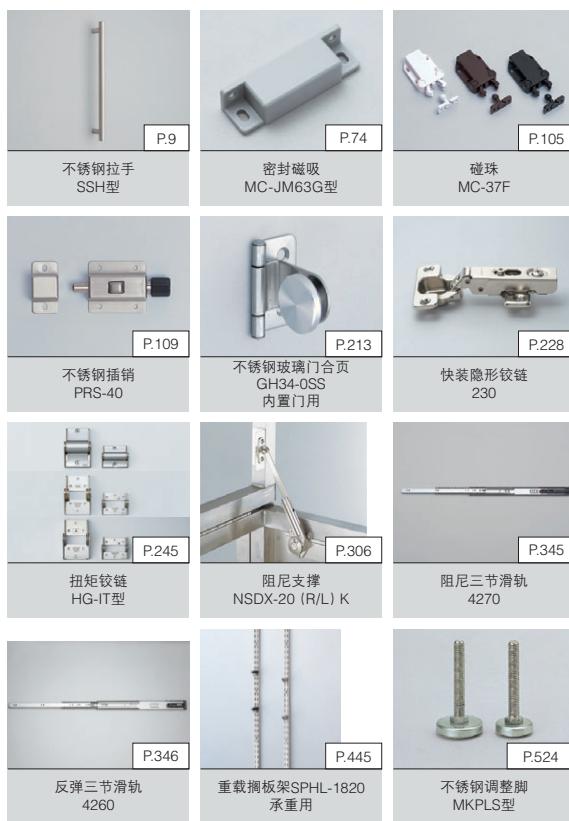 P.9
不锈钢拉手
SSH型
P.74
密封磁吸
MC-JM63G型
P.105
碰珠
MC-37F
P.109
不锈钢插销
PRS-40
P.213
不锈钢玻璃门合页
GH34-0SS
内置门用
P.228
快装隐形铰链
230
P.245
扭矩铰链
HG-IT型
P.306
阻尼支撑
NSDX-20 (R/L) K
P.345
阻尼三节滑轨
4270
P.346
反弹三节滑轨
4260
P.445
重载搁板架SPHL-1820
承重用
P.524
不锈钢调整脚
MKPLS型